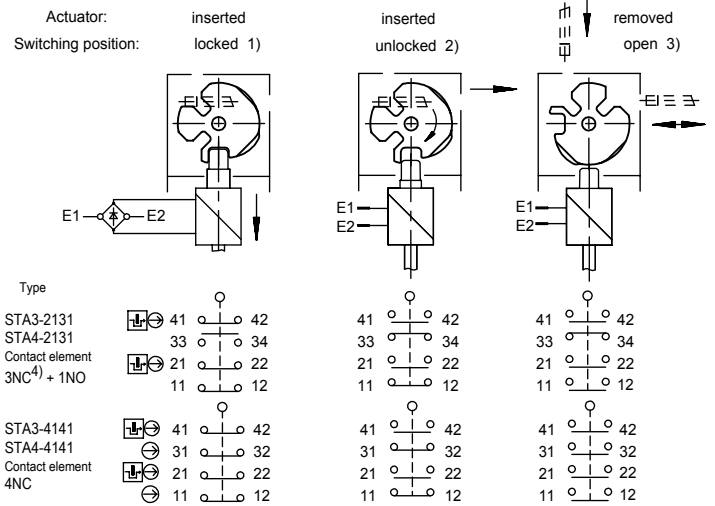 Actuator: inserted inserted removed
Switching position: locked 1) unlocked 2) open 3)
E1 E2 E1 E1
E2 E2
Type
STA3-2131 41 42 41 42 41 42
STA4-2131 33 34 33 34 33 34
Contact element
3NC4) + 1NO 21 22 21 22 21 22
11 12 11 12 11 12
STA3-4141 41 42 41 42 41 42
STA4-4141 31 32 31 32 31 32
Contact element 21 22 21 22 21 22
4NC
11 12 11 12 11 12